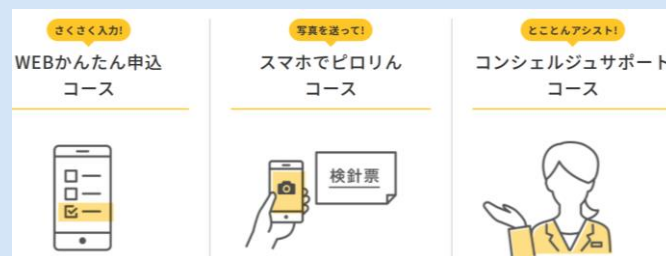 さくさく入力!
WEBかんたん申込
コース
写真を送って!
スマホでピロりん
コース
検針票
とことんアシスト!
コンシェルジュサポート
コース